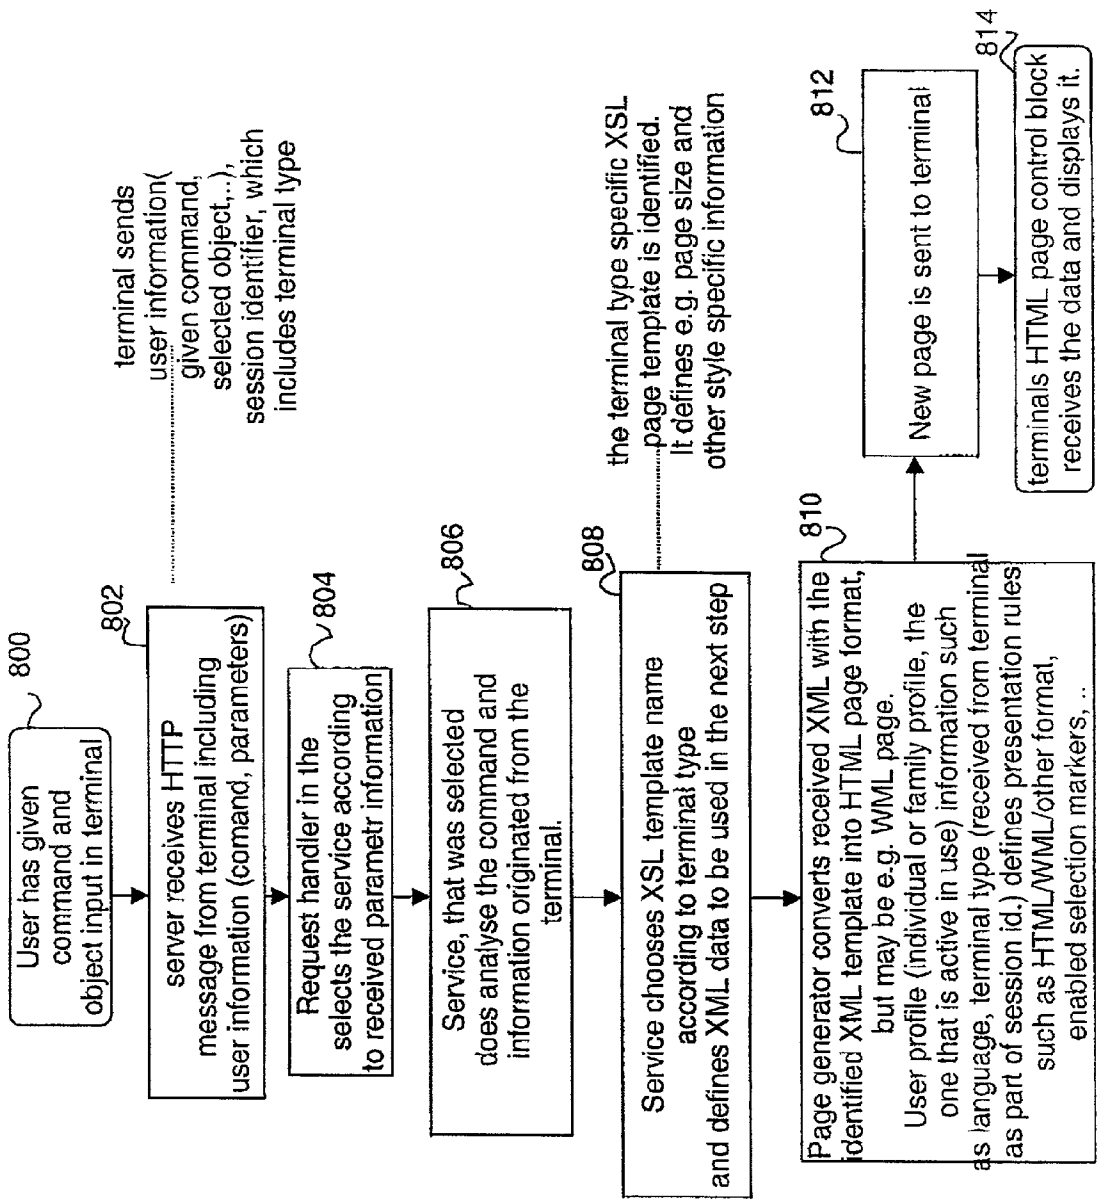 800
User has given
command and
object input in terminal
802
server receives HTTP
message from terminal including
user information (comand, parameters)
terminal sends
user information(
given command,
selected object,..),
session identifier, which
includes terminal type
804
Request handler in the
selects the service according
to received parametr information
806
Service, that was selected
does analyse the command and
information originated from the
terminal.
808
Service chooses XSL template name
according to terminal type
and defines XML data to be used in the next step
the terminal type specific XSL
page template is identified.
It defines e.g. page size and
other style specific information
810
Page generator converts received XML with the
identified XML template into HTML page format,
but may be e.g. WML page.
User profile (individual or family profile, the
one that is active in use) information such
as language, terminal type (received from terminal
as part of session id.) defines presentation rules
such as HTML/WML/other format,
enabled selection markers,..
812
New page is sent to terminal
814
terminals HTML page control block
receives the data and displays it.